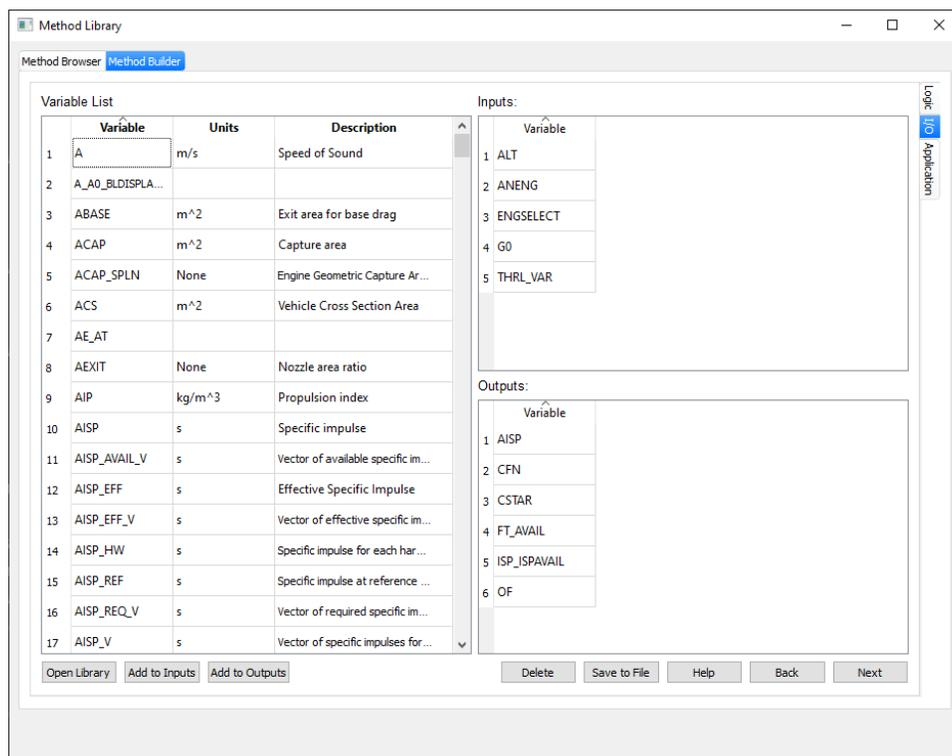 Method Library
Method Browser Method Builder
Variable List
Variable Units Description
1 A m/s Speed of Sound
2 A_A0_BLDISPLA...
3 ABASE m^2 Exit area for base drag
4 ACAP m^2 Capture area
5 ACAP_SPLN None Engine Geometric Capture Ar...
6 ACS m^2 Vehicle Cross Section Area
7 AE_AT
8 AEXIT None Nozzle area ratio
9 AIP kg/m^3 Propulsion index
10 AISP s Specific impulse
11 AISP_AVAIL_V s Vector of available specific im...
12 AISP_EFF s Effective Specific Impulse
13 AISP_EFF_V s Vector of effective specific im...
14 AISP_HW s Specific impulse for each har...
15 AISP_REF s Specific impulse at reference ...
16 AISP_REQ_V s Vector of required specific im...
17 AISP_V s Vector of specific impulses for...
Open Library Add to Inputs Add to Outputs
Inputs:
Variable
1 ALT
2 ANENG
3 ENGSELECT
4 G0
5 THRL_VAR
Outputs:
Variable
1 AISP
2 CFN
3 CSTAR
4 FT_AVAIL
5 ISP_ISPAVAIL
6 OF
Delete Save to File Help Back Next
Logic
I/O
Application